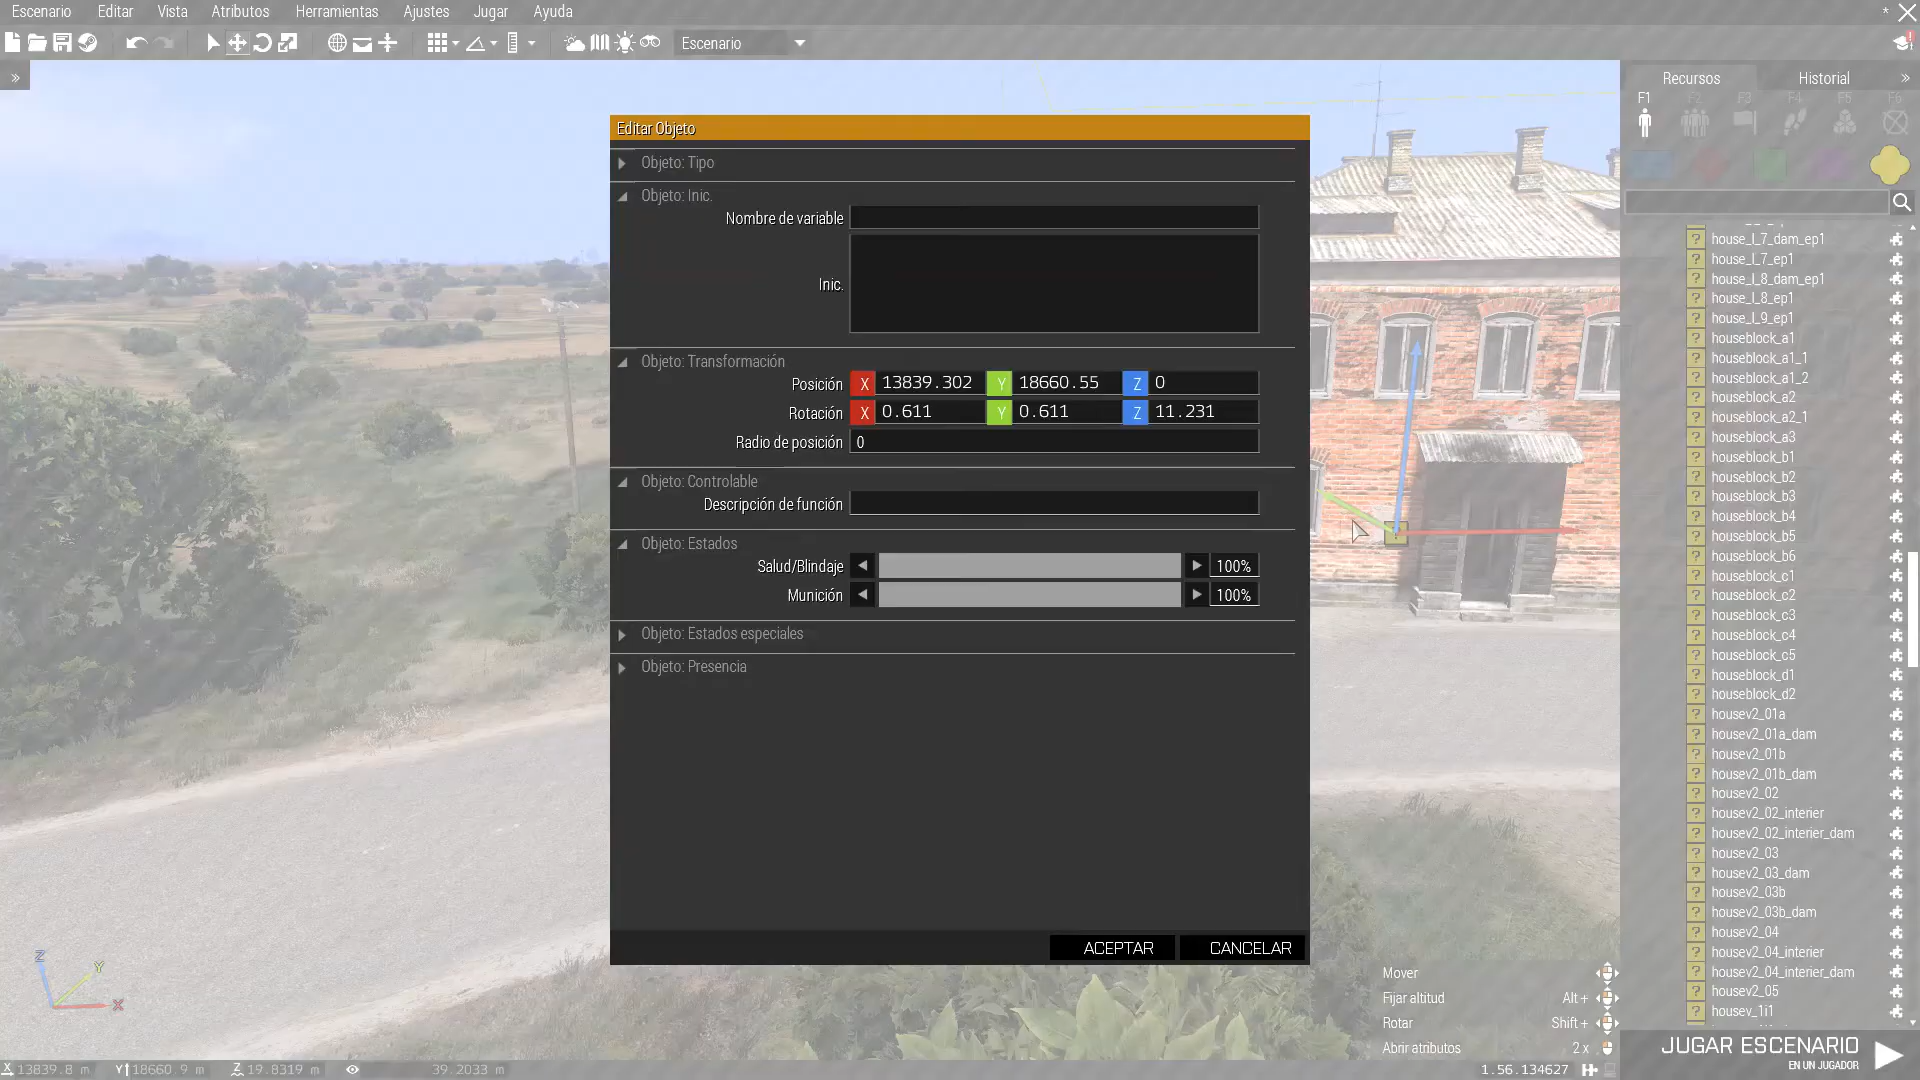 Escenario Editar Vista Atributos Herramientas Ajustes Jugar Ayuda
Escenario
Recursos Historial
F1 F2 F3 F4 F5 F6
Editar Objeto
Objeto: Tipo
Objeto: Inic.
Nombre de variable
Inic.
Objeto: Transformación
Posición X 13839.302 Y 18660.55 Z 0
Rotación X 0.611 Y 0.611 Z 11.231
Radio de posición 0
Objeto: Controlable
Descripción de función
Objeto: Estados
Salud/Blindaje 100%
Munición 100%
Objeto: Estados especiales
Objeto: Presencia
ACEPTAR CANCELAR
house_l_7_dam_ep1
house_l_7_ep1
house_l_8_dam_ep1
house_l_8_ep1
house_l_9_ep1
houseblock_a1
houseblock_a1_1
houseblock_a1_2
houseblock_a2
houseblock_a2_1
houseblock_a3
houseblock_b1
houseblock_b2
houseblock_b3
houseblock_b4
houseblock_b5
houseblock_b6
houseblock_c1
houseblock_c2
houseblock_c3
houseblock_c4
houseblock_c5
houseblock_d1
houseblock_d2
housev2_01a
housev2_01a_dam
housev2_01b
housev2_01b_dam
housev2_02
housev2_02_interier
housev2_02_interier_dam
housev2_03
housev2_03_dam
housev2_03b
housev2_03b_dam
housev2_04
housev2_04_interier
housev2_04_interier_dam
housev2_05
housev_1i1
Mover
Fijar altitud Alt +
Rotar Shift +
Abrir atributos 2 x
Z Y X
X 13839.8 m Y 18660.9 m Z 19.8319 m 39.2033 m
1.56.134627
JUGAR ESCENARIO
EN UN JUGADOR